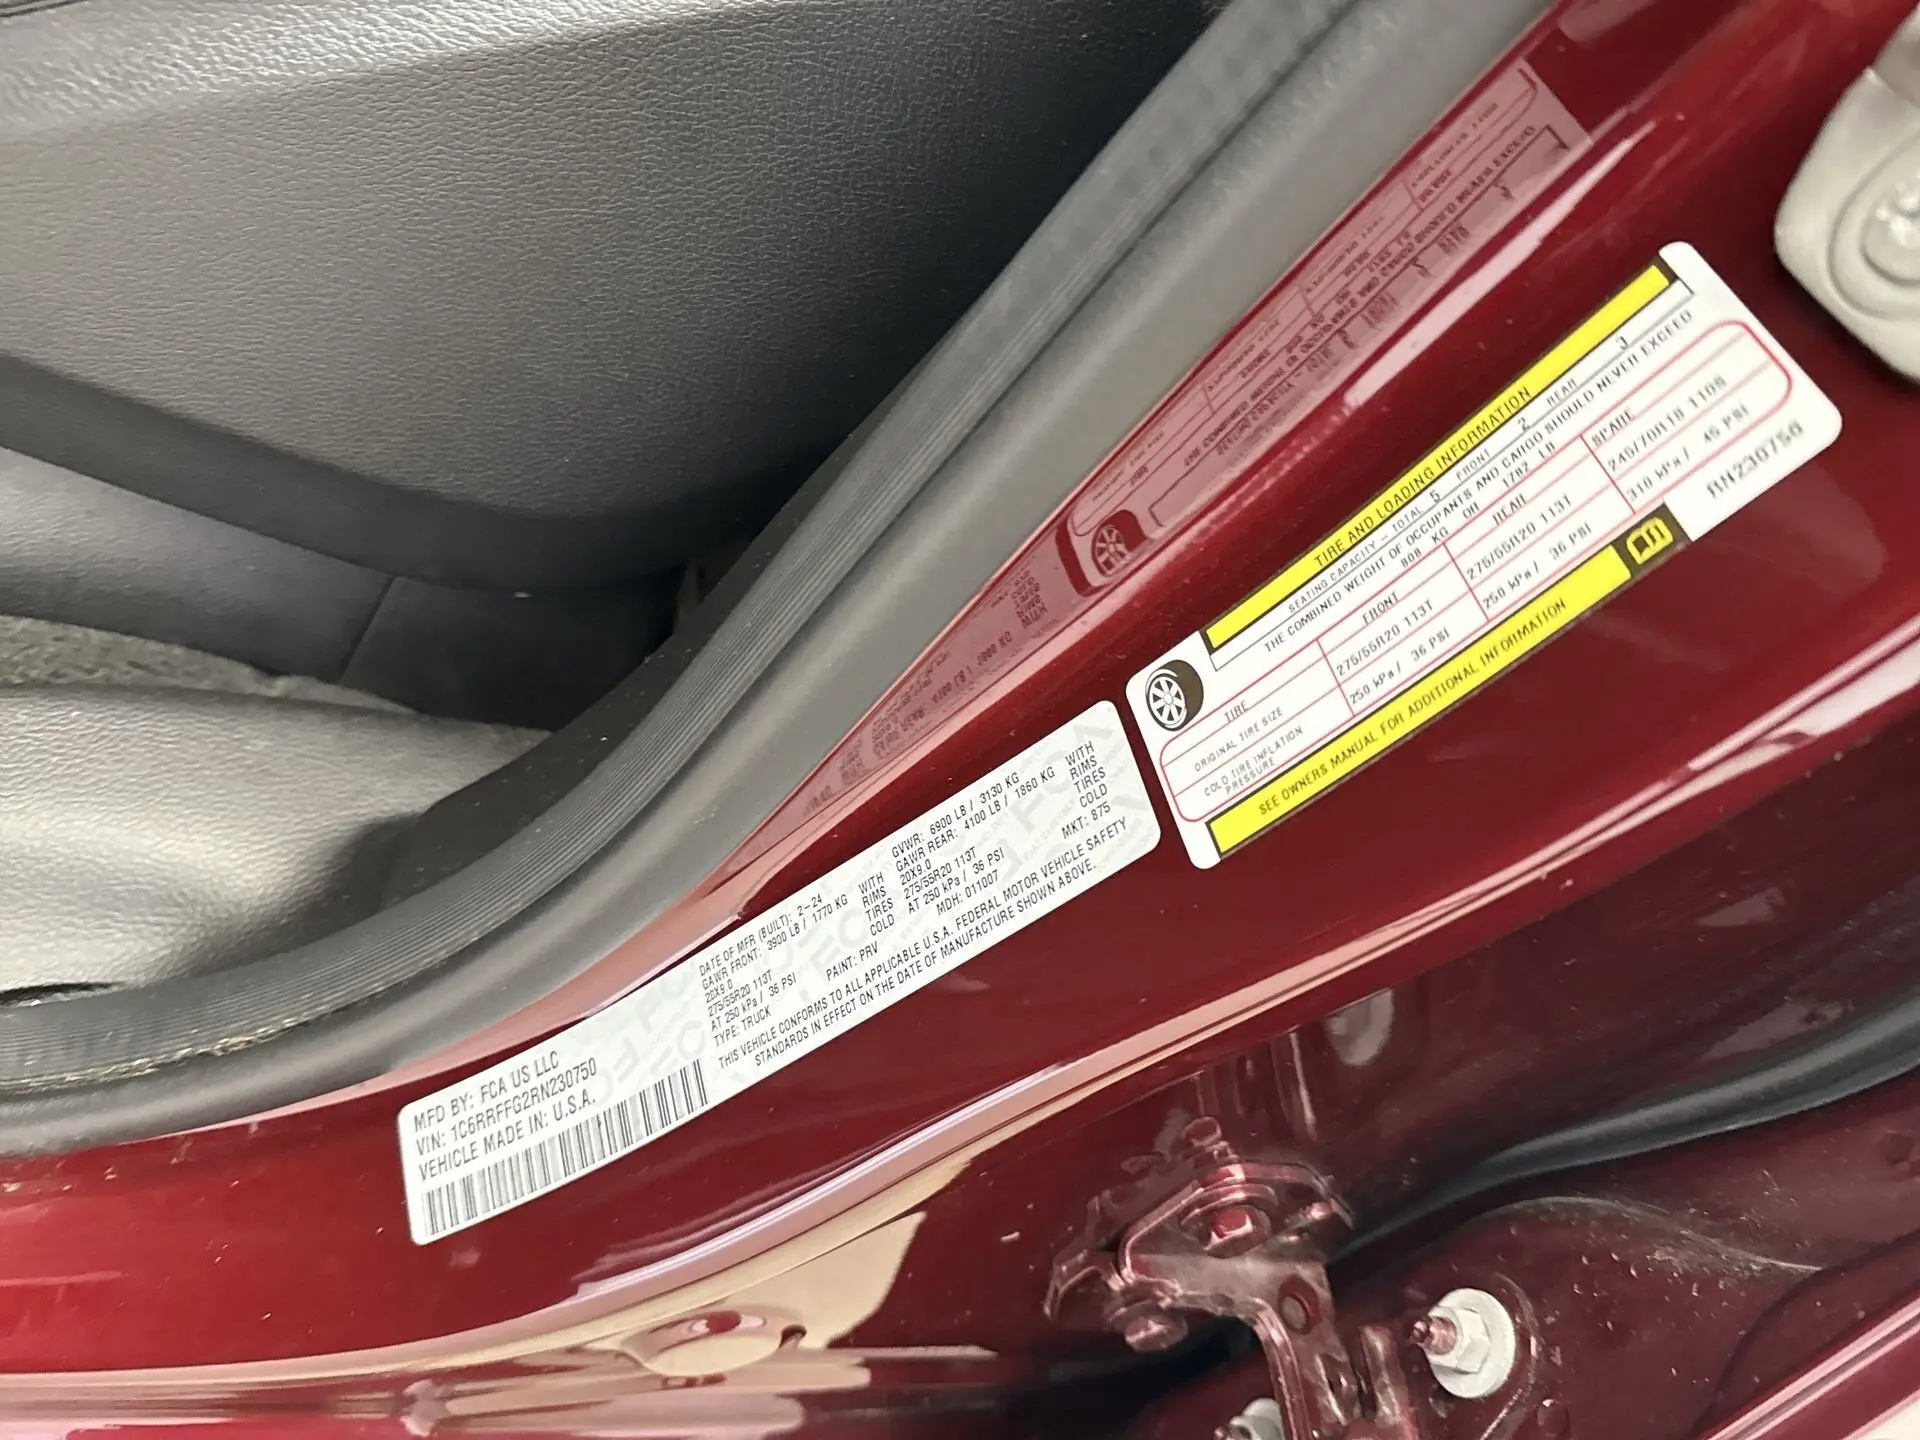 MFD BY: FCA US LLC
VIN: 1C6RRFFG2RN230750
VEHICLE MADE IN: U.S.A.
DATE OF MFR (BUILT): 2-24
GAWR FRONT: 3900 LB / 1770 KG WITH
20X9.0 RIMS
275/55R20 113T TIRES
AT 250 kPa / 36 PSI COLD
TYPE: TRUCK PAINT: PRV
GVWR: 6900 LB / 3130 KG
GAWR REAR: 4100 LB / 1860 KG WITH
20X9.0 RIMS
275/55R20 113T TIRES
AT 250 kPa / 36 PSI COLD
MDH: 011007 MKT: 875
THIS VEHICLE CONFORMS TO ALL APPLICABLE U.S.A. FEDERAL MOTOR VEHICLE SAFETY
STANDARDS IN EFFECT ON THE DATE OF MANUFACTURE SHOWN ABOVE.
TIRE AND LOADING INFORMATION
SEATING CAPACITY - TOTAL 5 FRONT 2 REAR 3
THE COMBINED WEIGHT OF OCCUPANTS AND CARGO SHOULD NEVER EXCEED
808 KG OR 1782 LB
TIRE FRONT REAR SPARE
ORIGINAL TIRE SIZE 275/55R20 113T 275/55R20 113T 245/70R18 110S
COLD TIRE INFLATION PRESSURE 250 kPa / 36 PSI 250 kPa / 36 PSI 310 kPa / 45 PSI
SEE OWNERS MANUAL FOR ADDITIONAL INFORMATION
RN230750